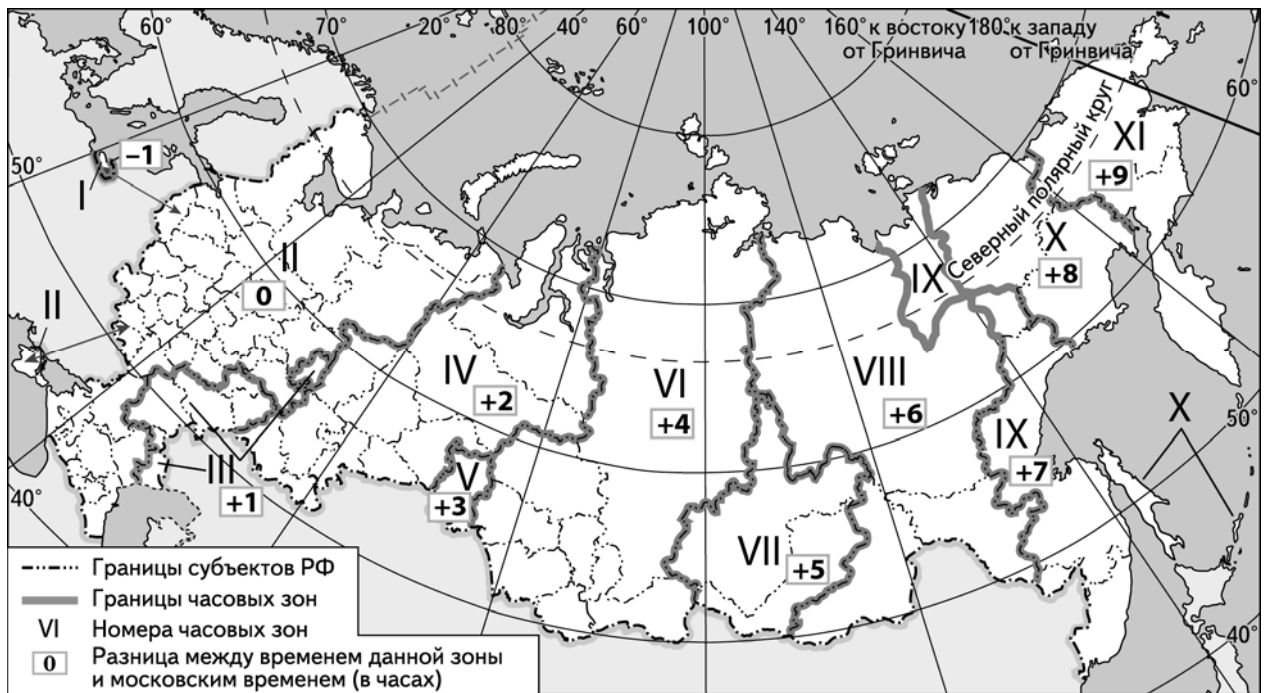 60° 70° 20° 40° 60° 80° 100° 120° 140° 160° к востоку 180° к западу
от Гринвича от Гринвича
60°
50°
–1
I
Северный полярный круг
XI
+9
II
0
II
IX
X
+8
IV
+2
VI
+4
VIII
+6
X
50°
IX
+7
V
+3
III
+1
40°
VII
+5
40°
Границы субъектов РФ
Границы часовых зон
VI Номера часовых зон
0 Разница между временем данной зоны
и московским временем (в часах)